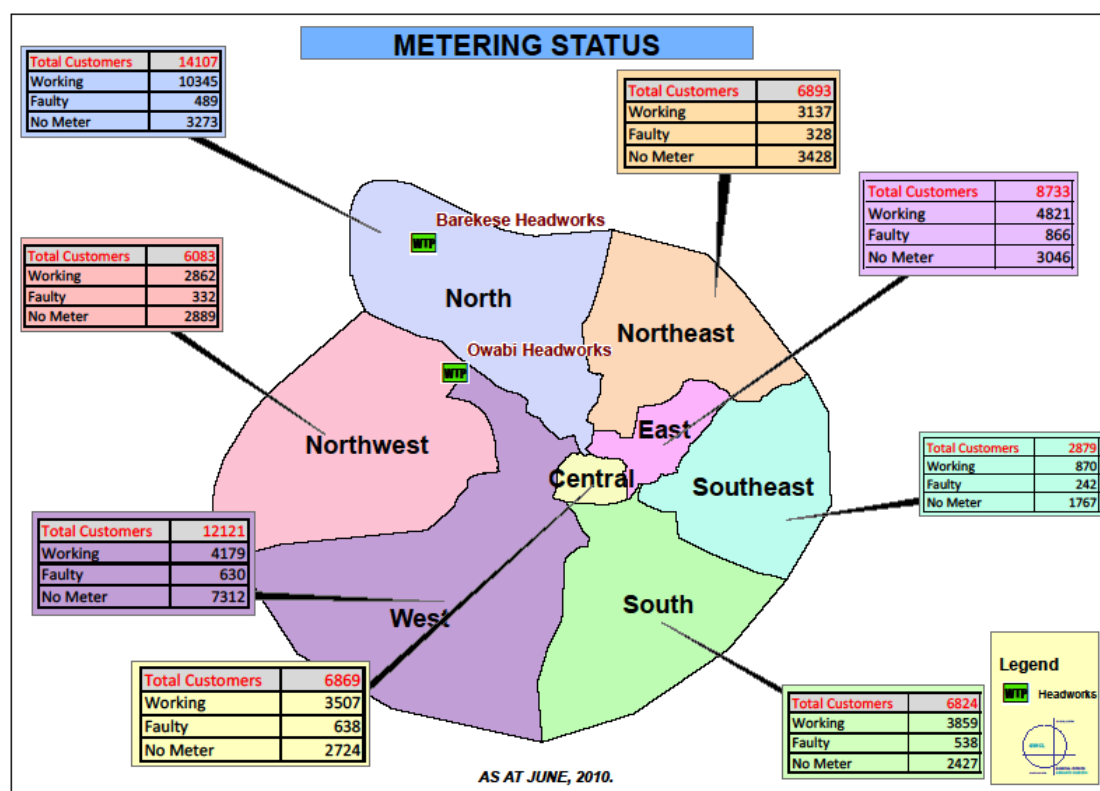 METERING STATUS
Total Customers 14107
Working 10345
Faulty 489
No Meter 3273
Total Customers 6893
Working 3137
Faulty 328
No Meter 3428
Total Customers 8733
Working 4821
Faulty 866
No Meter 3046
Barekese Headworks
WTP
North
Total Customers 6083
Working 2862
Faulty 332
No Meter 2889
Northeast
Owabi Headworks
WTP
East
Northwest
Central
Southeast
Total Customers 2879
Working 870
Faulty 242
No Meter 1767
Total Customers 12121
Working 4179
Faulty 630
No Meter 7312
West
South
Total Customers 6869
Working 3507
Faulty 638
No Meter 2724
Total Customers 6824
Working 3859
Faulty 538
No Meter 2427
Legend
WTP Headworks
AS AT JUNE, 2010.